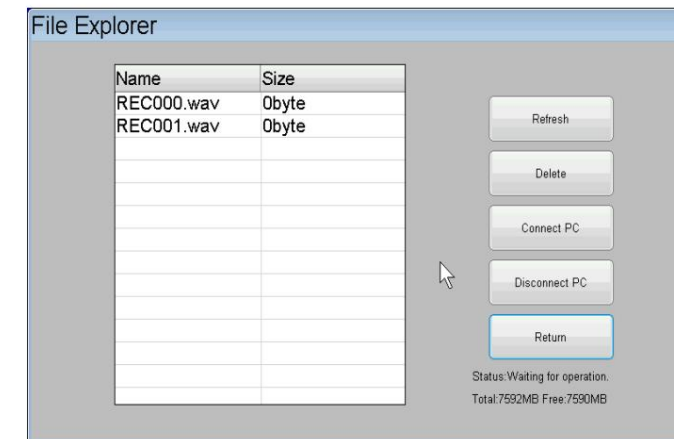 File Explorer
Name Size
REC000.wav 0byte
REC001.wav 0byte
Refresh
Delete
Connect PC
Disconnect PC
Return
Status:Waiting for operation.
Total:7592MB Free:7590MB